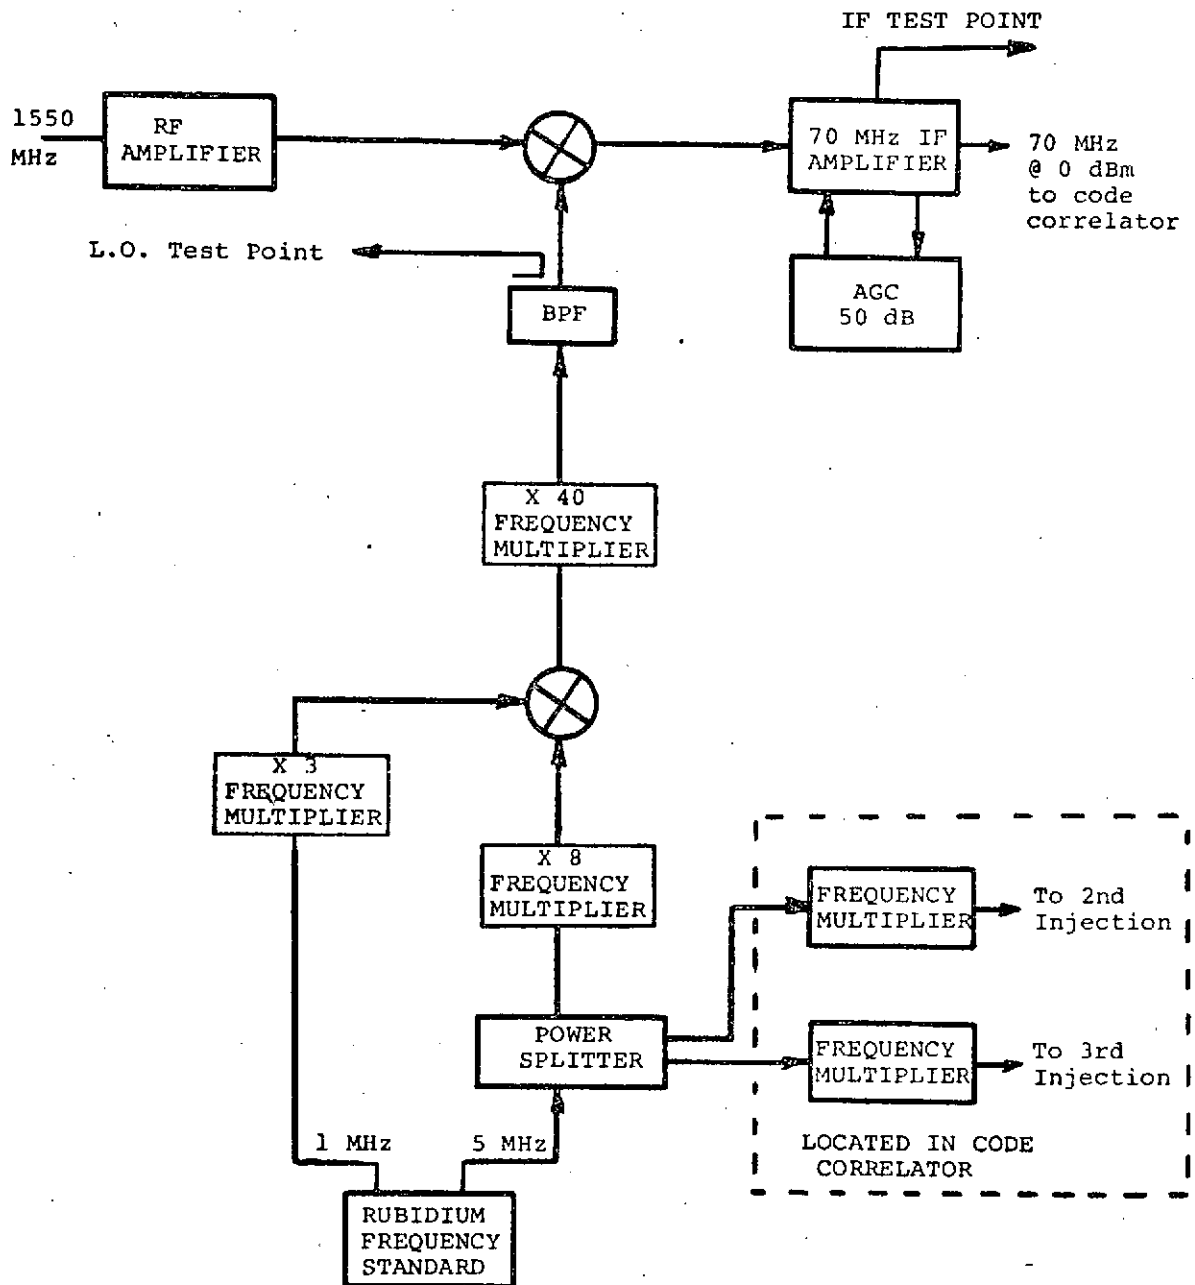 IF TEST POINT
1550
MHz
RF
AMPLIFIER
70 MHz IF
AMPLIFIER
70 MHz
@ 0 dBm
to code
correlator
L.O. Test Point
BPF
AGC
50 dB
X 40
FREQUENCY
MULTIPLIER
X 3
FREQUENCY
MULTIPLIER
X 8
FREQUENCY
MULTIPLIER
FREQUENCY
MULTIPLIER
To 2nd
Injection
POWER
SPLITTER
FREQUENCY
MULTIPLIER
To 3rd
Injection
1 MHz
5 MHz
LOCATED IN CODE
CORRELATOR
RUBIDIUM
FREQUENCY
STANDARD